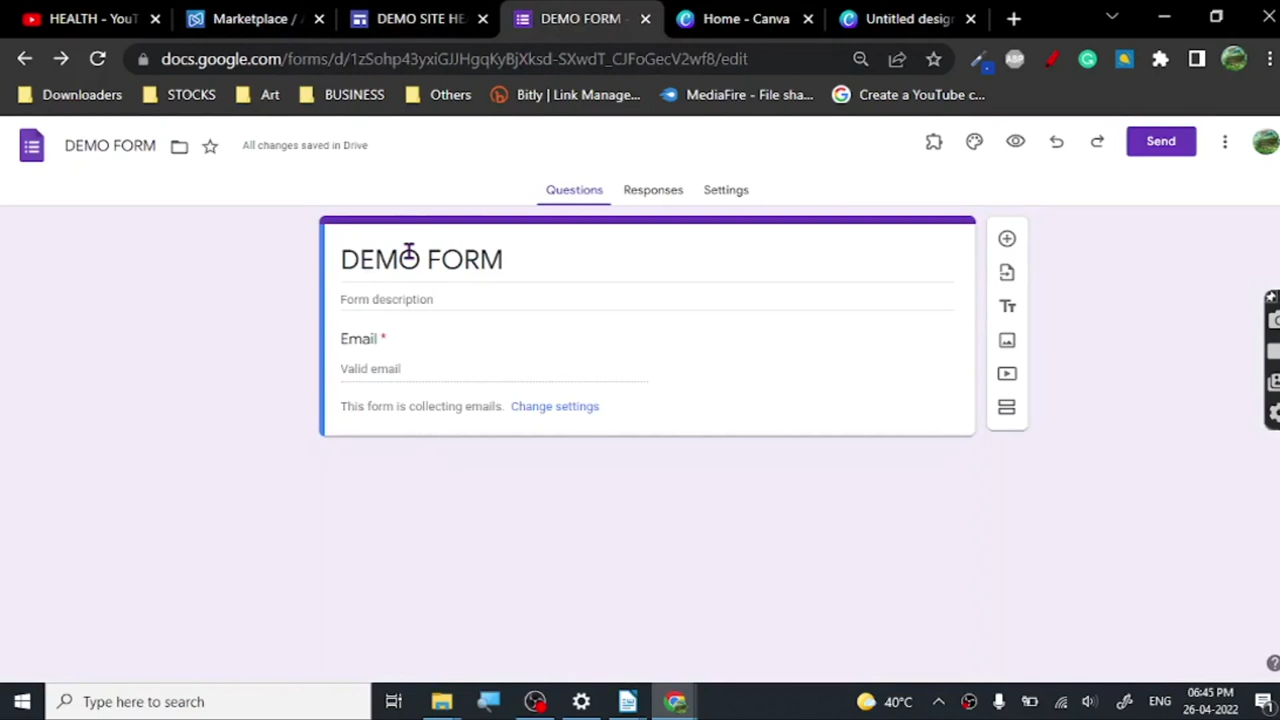 HEALTH - YouT
Marketplace / A
DEMO SITE HE
DEMO FORM -
Home - Canva
Untitled desig
docs.google.com/forms/d/1zSohp43yxiGJJHgqKyBjXksd-SXwdT_CJFoGecV2wf8/edit
ABP
Downloaders
STOCKS
Art
BUSINESS
Others
Bitly | Link Manage...
MediaFire - File sha...
Create a YouTube c...
DEMO FORM
All changes saved in Drive
Send
Questions
Responses
Settings
DEMO FORM
Form description
Email *
Valid email
This form is collecting emails. Change settings
Type here to search
40°C
ENG
06:45 PM
26-04-2022
1